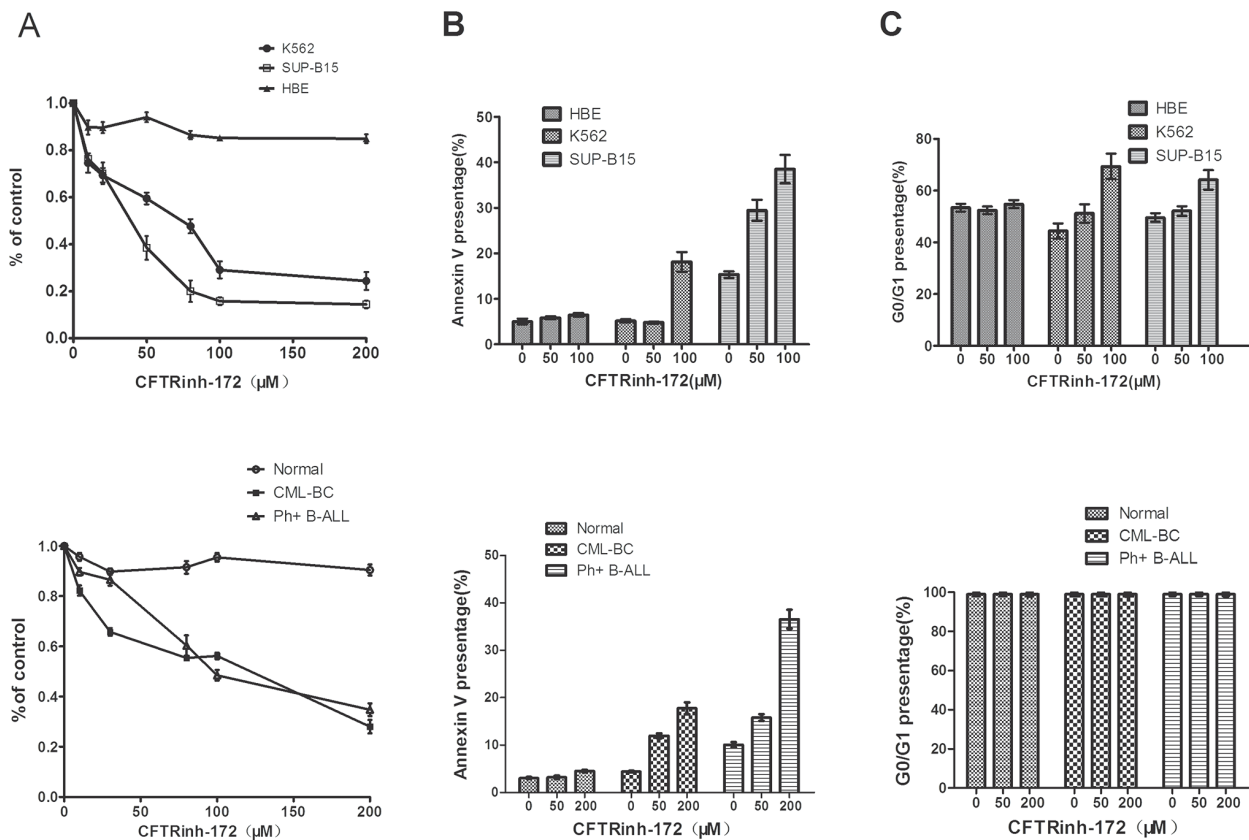 A
K562
SUP-B15
HBE
1.0
0.8
0.6
0.4
0.2
0.0
% of control
0 50 100 150 200
CFTRinh-172 (μM)
B
HBE
K562
SUP-B15
50
40
30
20
10
0
Annexin V presentage(%)
0 50 100 0 50 100 0 50 100
CFTRinh-172(μM)
C
HBE
K562
SUP-B15
80
60
40
20
0
G0/G1 presentage(%)
0 50 100 0 50 100 0 50 100
CFTRinh-172(μM)
Normal
CML-BC
Ph+ B-ALL
1.0
0.8
0.6
0.4
0.2
0.0
%of control
0 50 100 150 200
CFTRinh-172 (μM)
Normal
CML-BC
Ph+ B-ALL
50
40
30
20
10
0
Annexin V presentage(%)
0 50 200 0 50 200 0 50 200
CFTRinh-172 (μM)
Normal
CML-BC
Ph+ B-ALL
100
80
60
40
20
0
G0/G1 presentage(%)
0 50 200 0 50 200 0 50 200
CFTRinh-172 (μM)